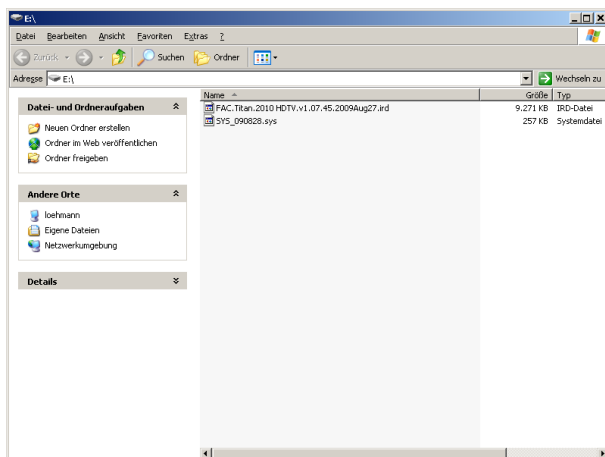 E:\
Datei Bearbeiten Ansicht Favoriten Extras ?
Zurück Suchen Ordner
Adresse E:\ Wechseln zu
Datei- und Ordneraufgaben
Neuen Ordner erstellen
Ordner im Web veröffentlichen
Ordner freigeben
Andere Orte
loehmann
Eigene Dateien
Netzwerkumgebung
Details
Name Größe Typ
FAC.Titan.2010 HDTV.v1.07.45.2009Aug27.ird 9.271 KB IRD-Datei
SYS_090828.sys 257 KB Systemdatei